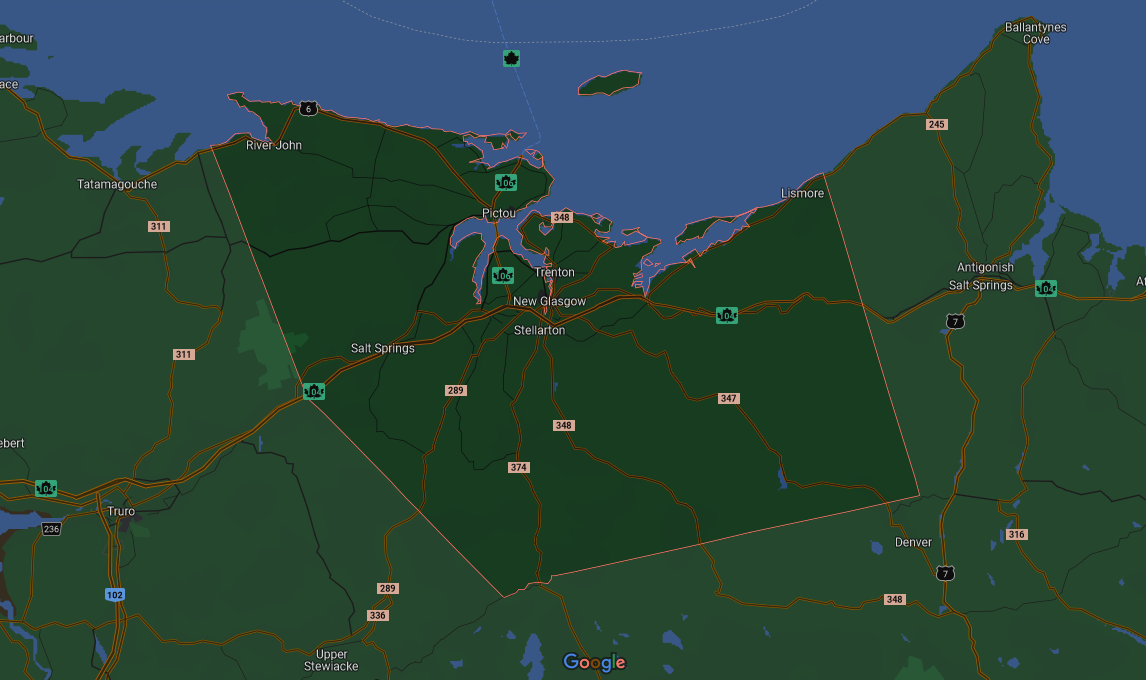 arbour
Ballantynes
Cove
ace
6
245
River John
106
Tatamagouche
Lismore
311
Pictou
348
106
Trenton
Antigonish
Salt Springs
104
At
New Glasgow
104
7
Stellarton
Salt Springs
311
104
289
347
348
ebert
374
104
Truro
236
316
Denver
7
102
289
348
336
Upper
Stewiacke
Google